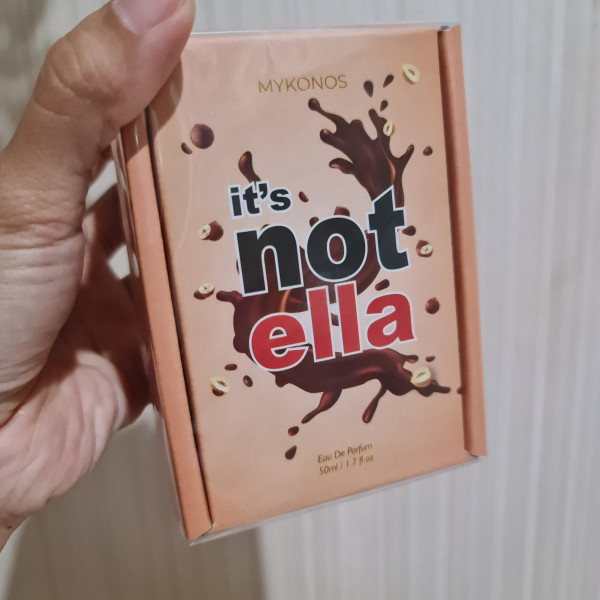 MYKONOS
it's
not
ella
Eau De Parfum
50ml / 1.7 fl oz